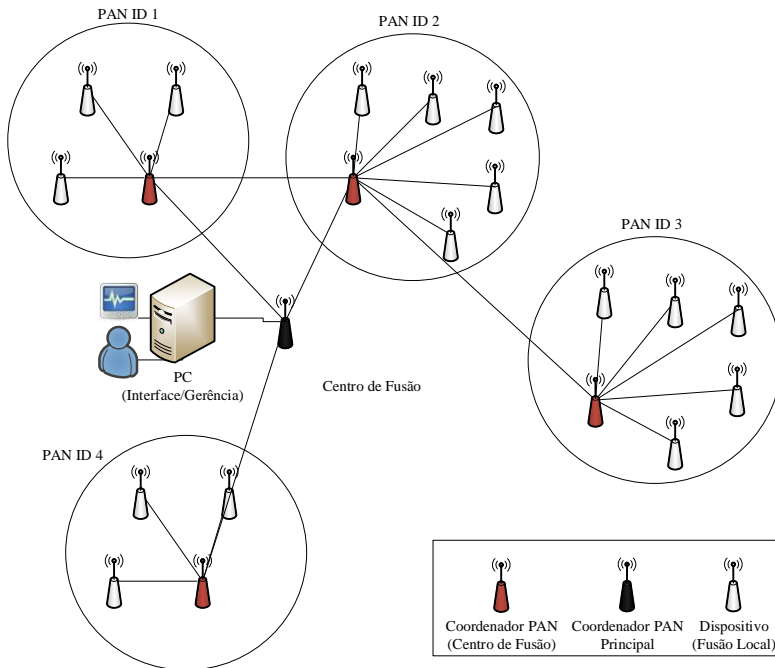 PAN ID 1
PAN ID 2
PAN ID 3
PC
(Interface/Gerência)
Centro de Fusão
PAN ID 4
Coordenador PAN
(Centro de Fusão)
Coordenador PAN
Principal
Dispositivo
(Fusão Local)